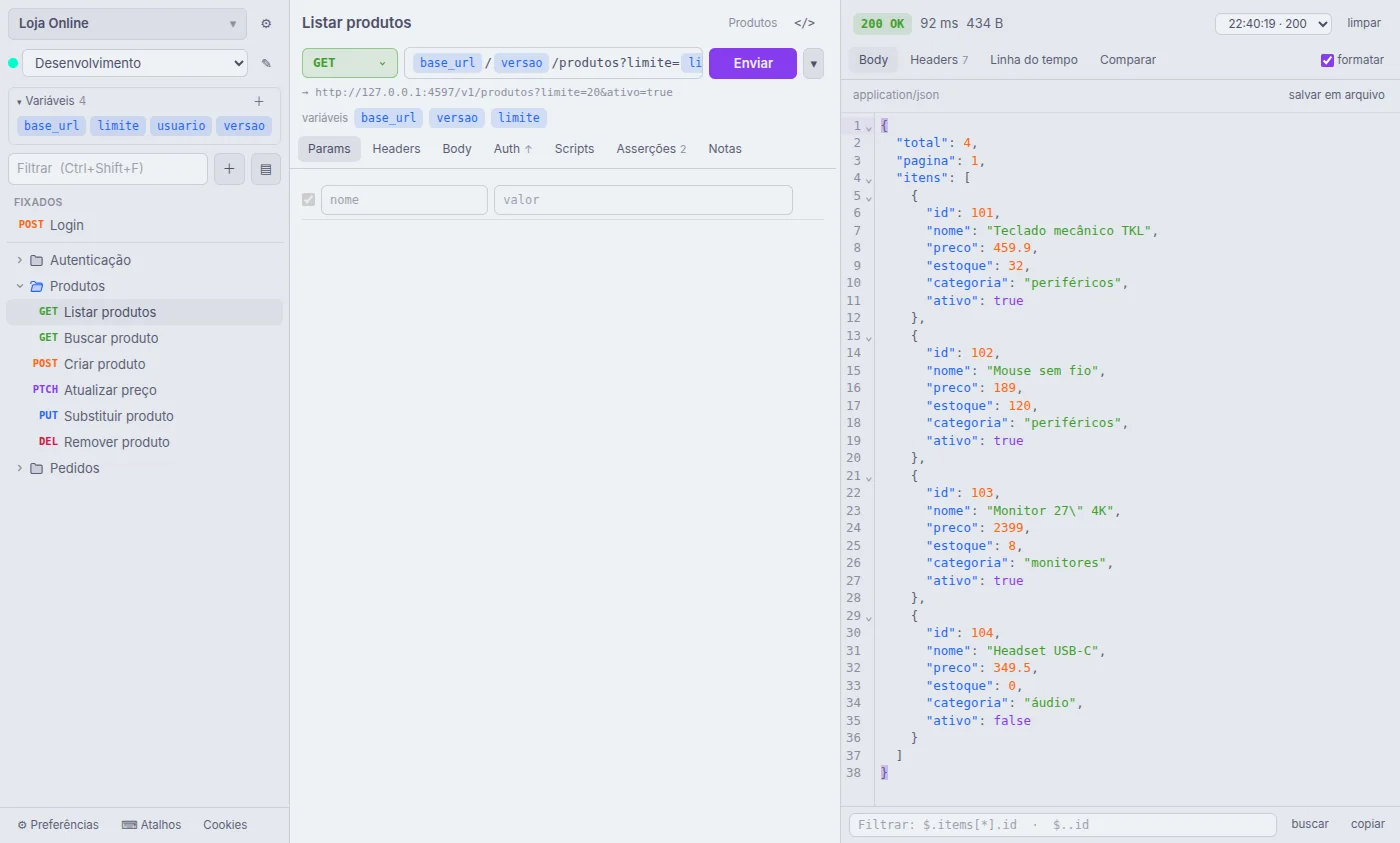 Loja Online ▾ ⚙
Desenvolvimento ✎
▾ Variáveis 4 +
base_url limite usuario versao
Filtrar (Ctrl+Shift+F) + ▤
FIXADOS
POST Login
Autenticação
Produtos
GET Listar produtos
GET Buscar produto
POST Criar produto
PTCH Atualizar preço
PUT Substituir produto
DEL Remover produto
Pedidos
⚙ Preferências ⌨ Atalhos Cookies
Listar produtos Produtos </>
GET base_url / versao /produtos?limite= li Enviar ▾
→ http://127.0.0.1:4597/v1/produtos?limite=20&ativo=true
variáveis base_url versao limite
Params Headers Body Auth ↑ Scripts Asserções 2 Notas
nome valor
200 OK 92 ms 434 B 22:40:19 · 200 limpar
Body Headers 7 Linha do tempo Comparar formatar
application/json salvar em arquivo
1 {
2 "total": 4,
3 "pagina": 1,
4 "itens": [
5 {
6 "id": 101,
7 "nome": "Teclado mecânico TKL",
8 "preco": 459.9,
9 "estoque": 32,
10 "categoria": "periféricos",
11 "ativo": true
12 },
13 {
14 "id": 102,
15 "nome": "Mouse sem fio",
16 "preco": 189,
17 "estoque": 120,
18 "categoria": "periféricos",
19 "ativo": true
20 },
21 {
22 "id": 103,
23 "nome": "Monitor 27\" 4K",
24 "preco": 2399,
25 "estoque": 8,
26 "categoria": "monitores",
27 "ativo": true
28 },
29 {
30 "id": 104,
31 "nome": "Headset USB-C",
32 "preco": 349.5,
33 "estoque": 0,
34 "categoria": "áudio",
35 "ativo": false
36 }
37 ]
38 }
Filtrar: $.items[*].id · $..id buscar copiar